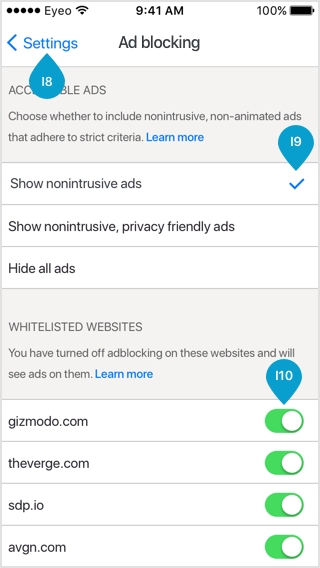 Eyeo 9:41 AM 100%
Settings Ad blocking
I8
ADS
Choose whether to include nonintrusive, non-animated ads
that adhere to strict criteria. Learn more
I9
Show nonintrusive ads
Show nonintrusive, privacy friendly ads
Hide all ads
WHITELISTED WEBSITES
You have turned off adblocking on these websites and will
see ads on them. Learn more
I10
gizmodo.com
theverge.com
sdp.io
avgn.com